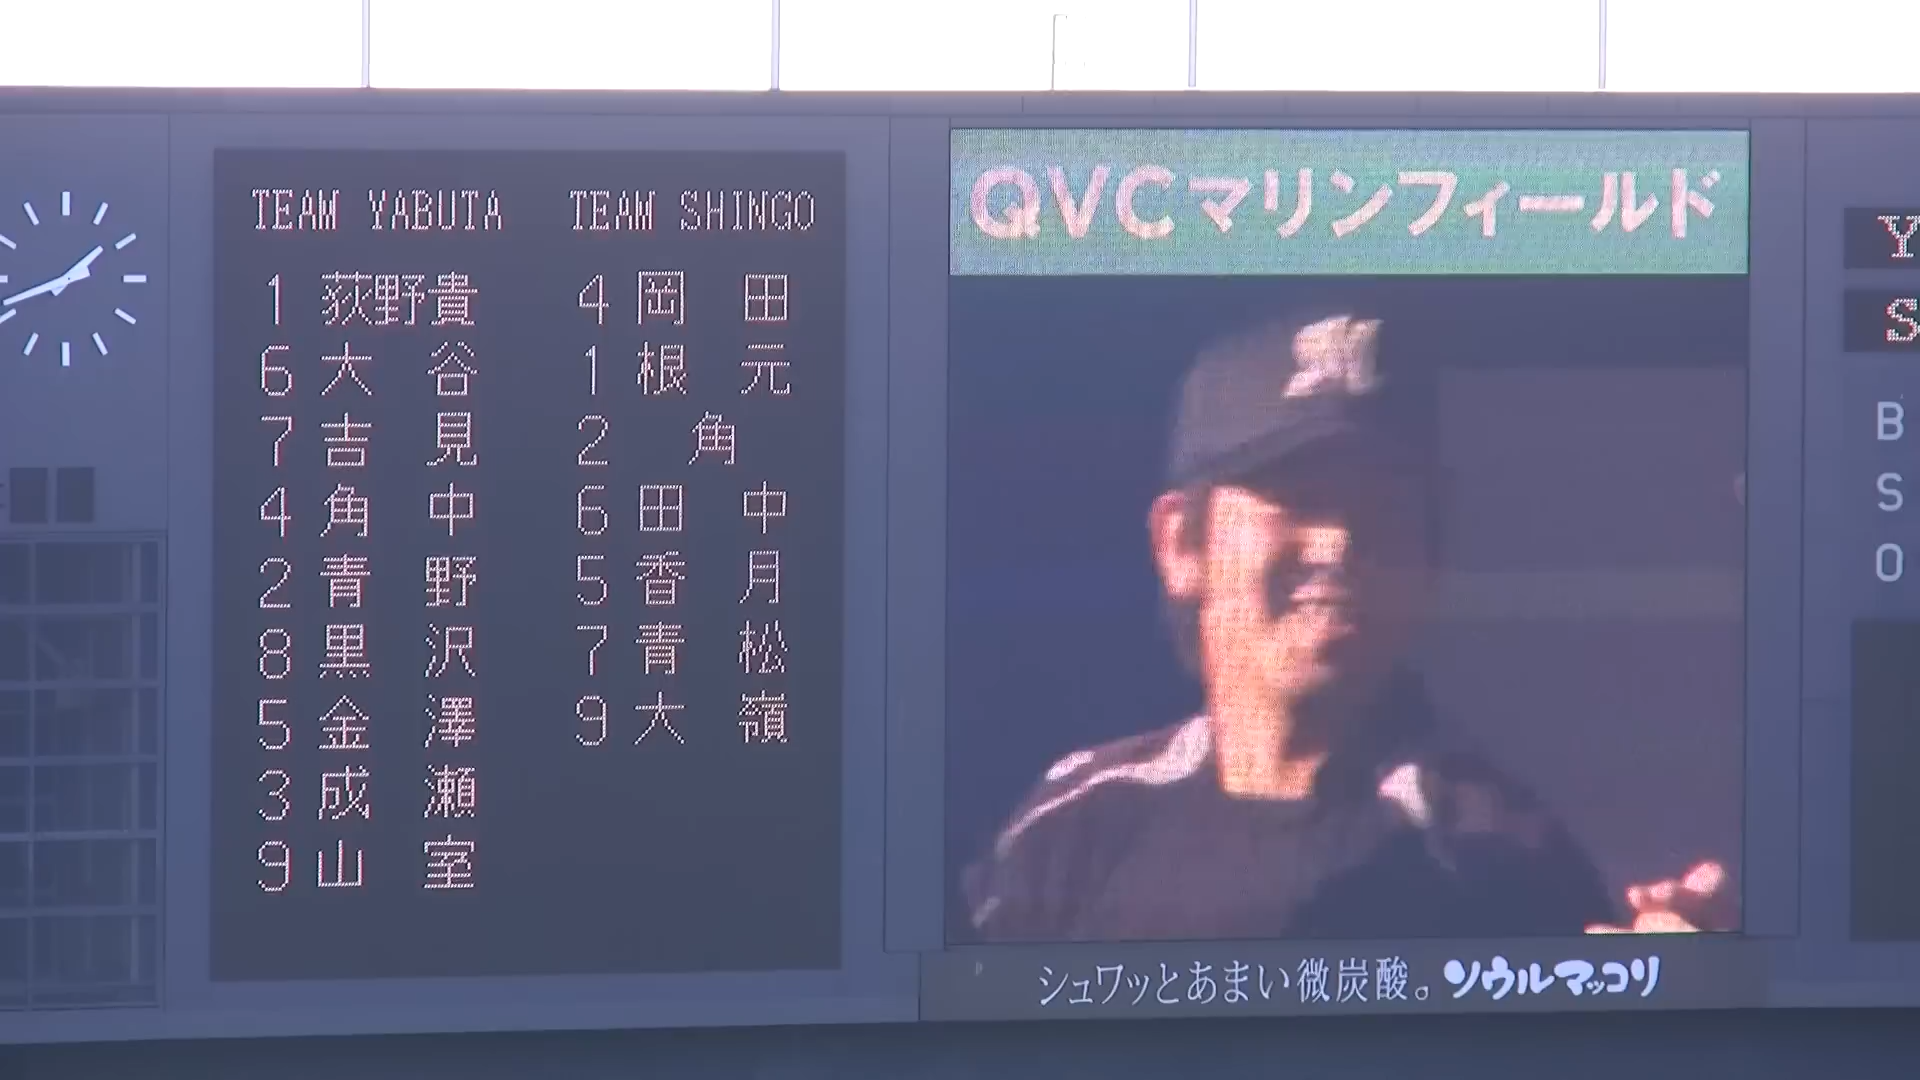 TEAM YABUTA TEAM SHINGO
1 荻野貴 4 岡田
6 大谷 1 根元
7 吉見 2 角
4 角中 6 田中
2 青野 5 香月
8 黒沢 7 青松
5 金澤 9 大嶺
3 成瀬
9 山室
QVCマリンフィールド
シュワッとあまい微炭酸。ソウルマッコリ
Y
S
B
S
O